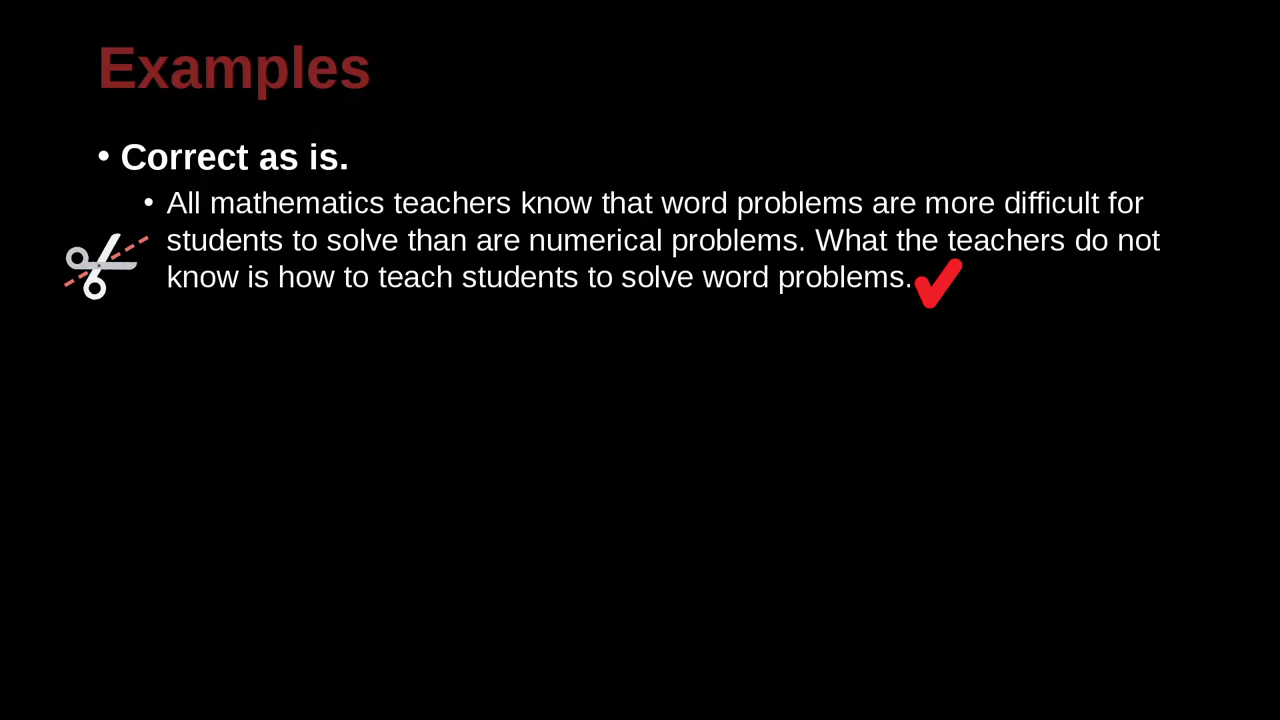 Examples
• Correct as is.
• All mathematics teachers know that word problems are more difficult for
students to solve than are numerical problems. What the teachers do not
know is how to teach students to solve word problems.